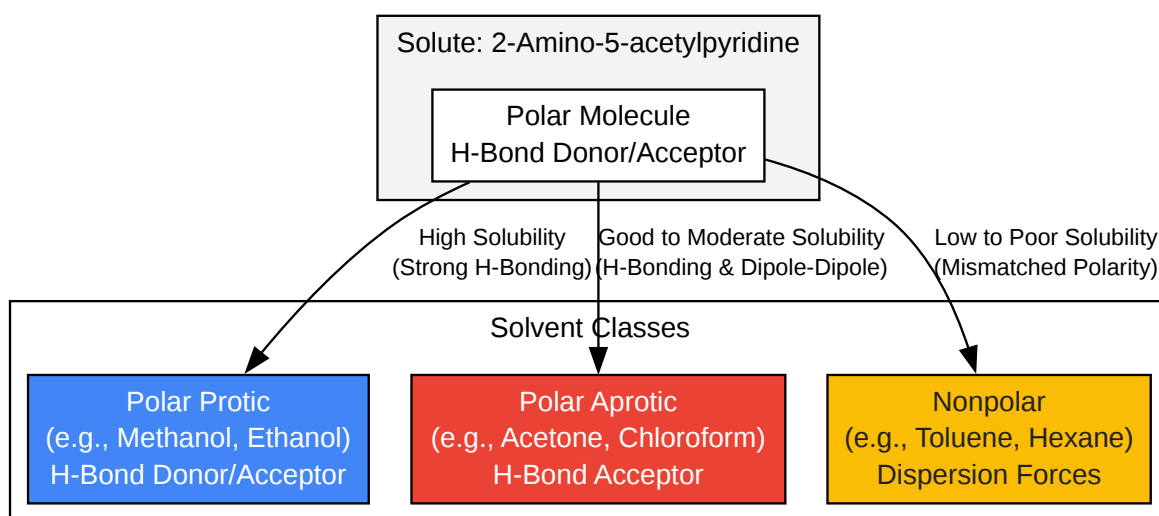 Solute: 2-Amino-5-acetylpyridine
Polar Molecule
H-Bond Donor/Acceptor
High Solubility
(Strong H-Bonding)
Good to Moderate Solubility
(H-Bonding & Dipole-Dipole)
Low to Poor Solubility
(Mismatched Polarity)
Solvent Classes
Polar Protic
(e.g., Methanol, Ethanol)
H-Bond Donor/Acceptor
Polar Aprotic
(e.g., Acetone, Chloroform)
H-Bond Acceptor
Nonpolar
(e.g., Toluene, Hexane)
Dispersion Forces